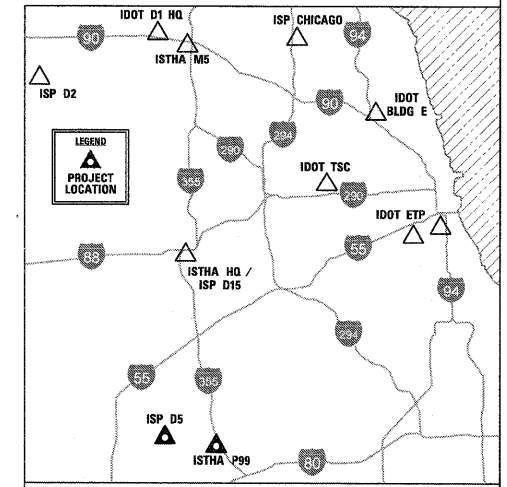 IDOT D1 HQ
ISP CHICAGO
90
94
ISTHA M5
ISP D2
90
IDOT
BLDG E
LEGEND
PROJECT
LOCATION
294
290
355
IDOT TSC
290
IDOT ETP
55
88
ISTHA HQ /
ISP D15
94
294
55
355
ISP D5
ISTHA P99
80